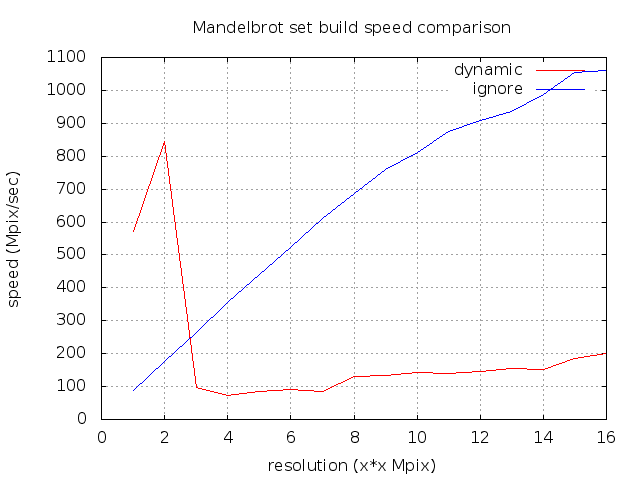 Mandelbrot set build speed comparison
1100
1000
900
800
700
600
500
400
300
200
100
0
speed (Mpix/sec)
dynamic
ignore
0 2 4 6 8 10 12 14 16
resolution (x*x Mpix)